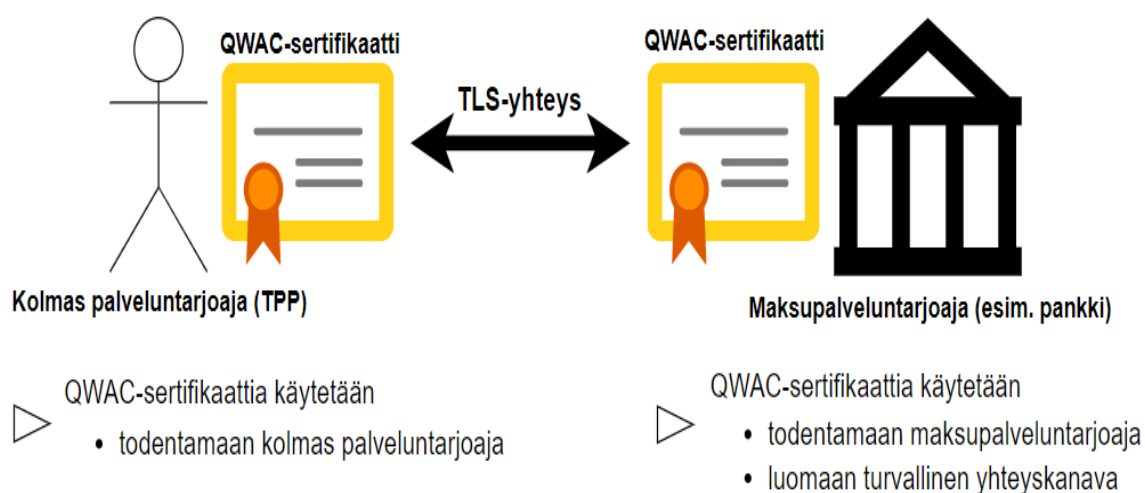 QWAC-sertifikaatti
QWAC-sertifikaatti
TLS-yhteys
Kolmas palveluntarjoaja (TPP)
Maksupalveluntarjoaja (esim. pankki)
QWAC-sertifikaattia käytetään
• todentamaan kolmas palveluntarjoaja
QWAC-sertifikaattia käytetään
• todentamaan maksupalveluntarjoaja
• luomaan turvallinen yhteyskanava